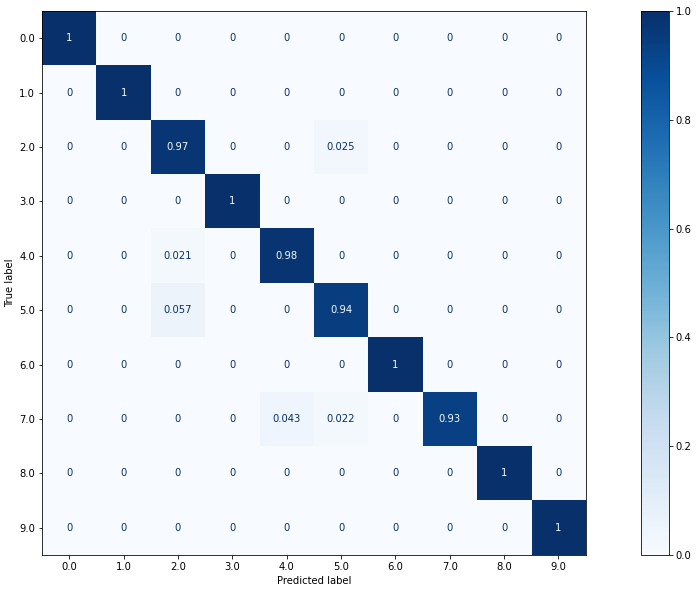 0.0 1 0 0 0 0 0 0 0 0 0
1.0 0 1 0 0 0 0 0 0 0 0
2.0 0 0 0.97 0 0 0.025 0 0 0 0
3.0 0 0 0 1 0 0 0 0 0 0
4.0 0 0 0.021 0 0.98 0 0 0 0 0
5.0 0 0 0.057 0 0 0.94 0 0 0 0
6.0 0 0 0 0 0 0 1 0 0 0
7.0 0 0 0 0 0.043 0.022 0 0.93 0 0
8.0 0 0 0 0 0 0 0 0 1 0
9.0 0 0 0 0 0 0 0 0 0 1
0.0 1.0 2.0 3.0 4.0 5.0 6.0 7.0 8.0 9.0
Predicted label
True label
1.0
0.8
0.6
0.4
0.2
0.0